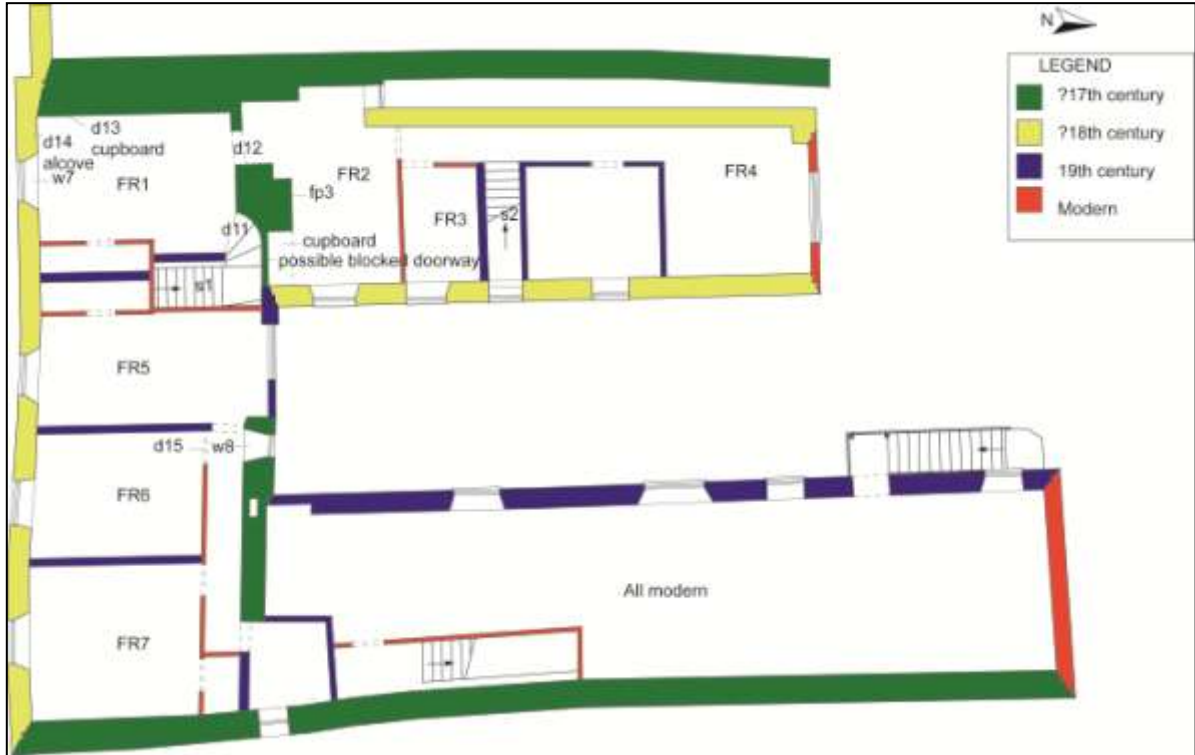 N
LEGEND
?17th century
?18th century
19th century
Modern
d13
cupboard
d14
alcove
w7
FR1
d12
FR2
fp3
FR3
s2
FR4
d11
cupboard
possible blocked doorway
s1
FR5
d15
w8
FR6
FR7
All modern